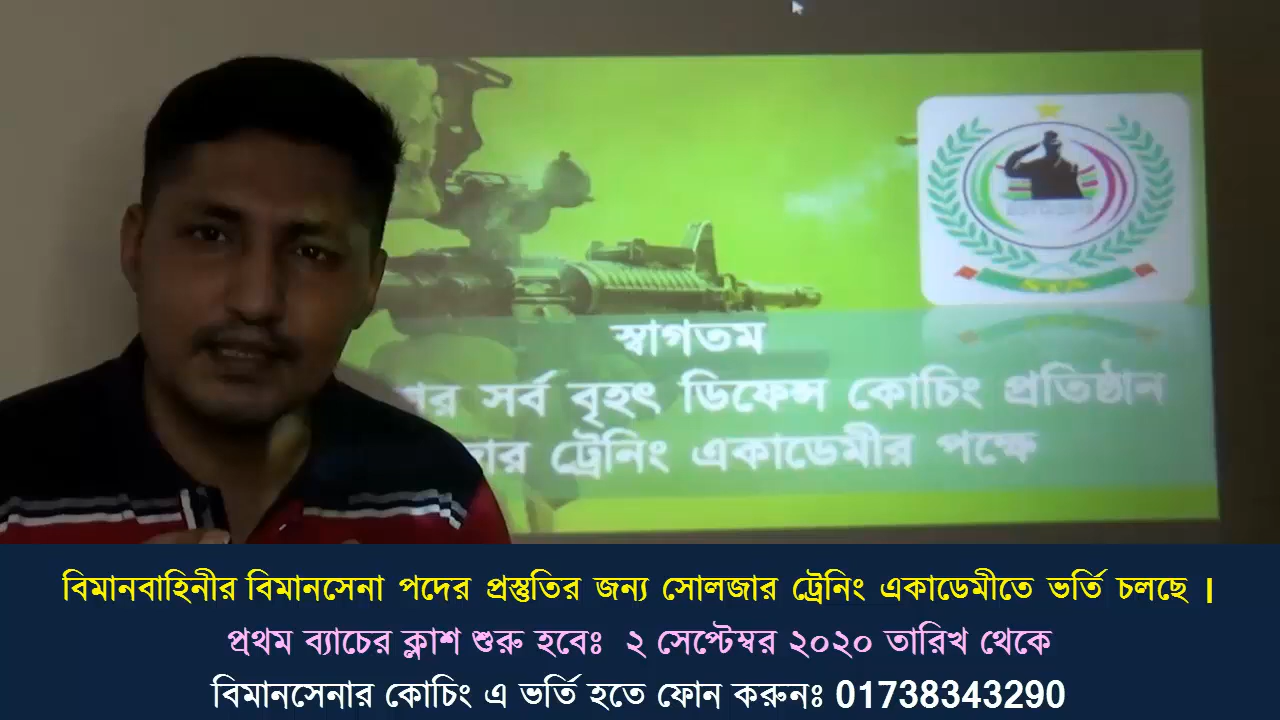 স্বাগতম
সর্ব বৃহৎ ডিফেন্স কোচিং প্রতিষ্ঠান
ট্রেনিং একাডেমীর পক্ষে
বিমানবাহিনীর বিমানসেনা পদের প্রস্তুতির জন্য সোলজার ট্রেনিং একাডেমীতে ভর্তি চলছে ।
প্রথম ব্যাচের ক্লাশ শুরু হবেঃ ২ সেপ্টেম্বর ২০২০ তারিখ থেকে
বিমানসেনার কোচিং এ ভর্তি হতে ফোন করুনঃ 01738343290